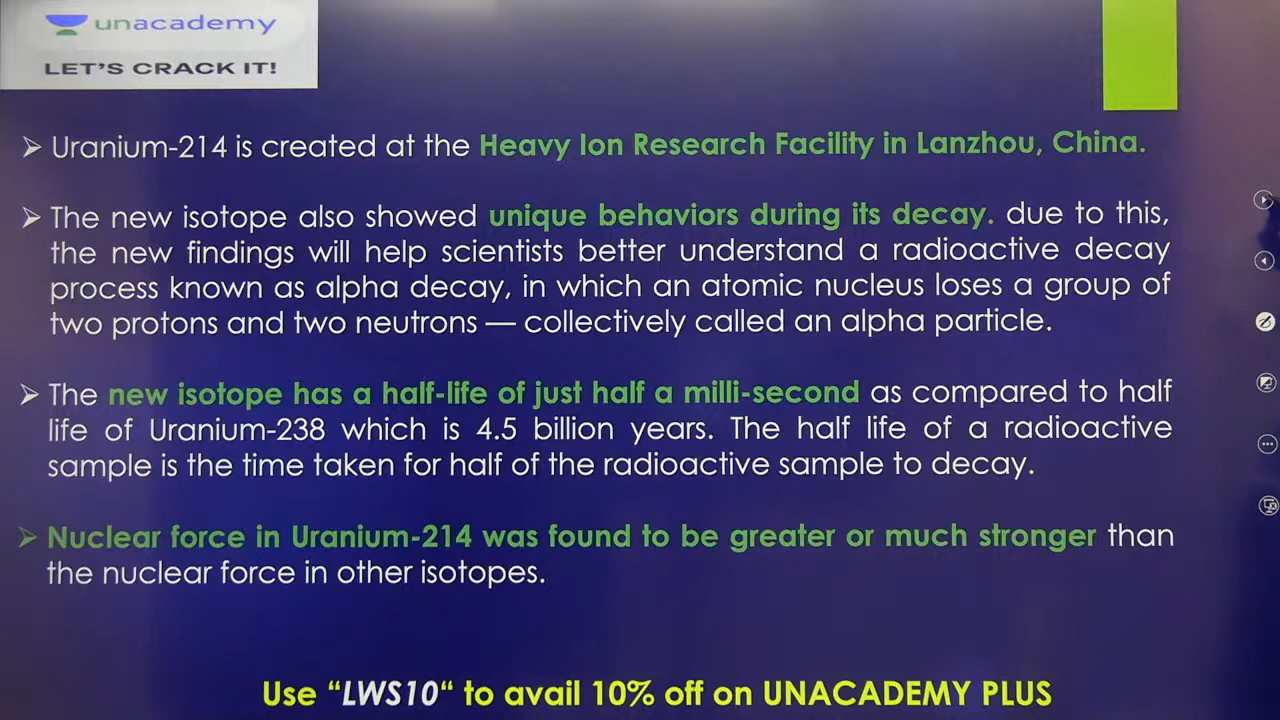 unacademy
LET'S CRACK IT!
➢ Uranium-214 is created at the Heavy Ion Research Facility in Lanzhou, China.
➢ The new isotope also showed unique behaviors during its decay. due to this,
the new findings will help scientists better understand a radioactive decay
process known as alpha decay, in which an atomic nucleus loses a group of
two protons and two neutrons — collectively called an alpha particle.
➢ The new isotope has a half-life of just half a milli-second as compared to half
life of Uranium-238 which is 4.5 billion years. The half life of a radioactive
sample is the time taken for half of the radioactive sample to decay.
➢ Nuclear force in Uranium-214 was found to be greater or much stronger than
the nuclear force in other isotopes.
Use “LWS10“ to avail 10% off on UNACADEMY PLUS